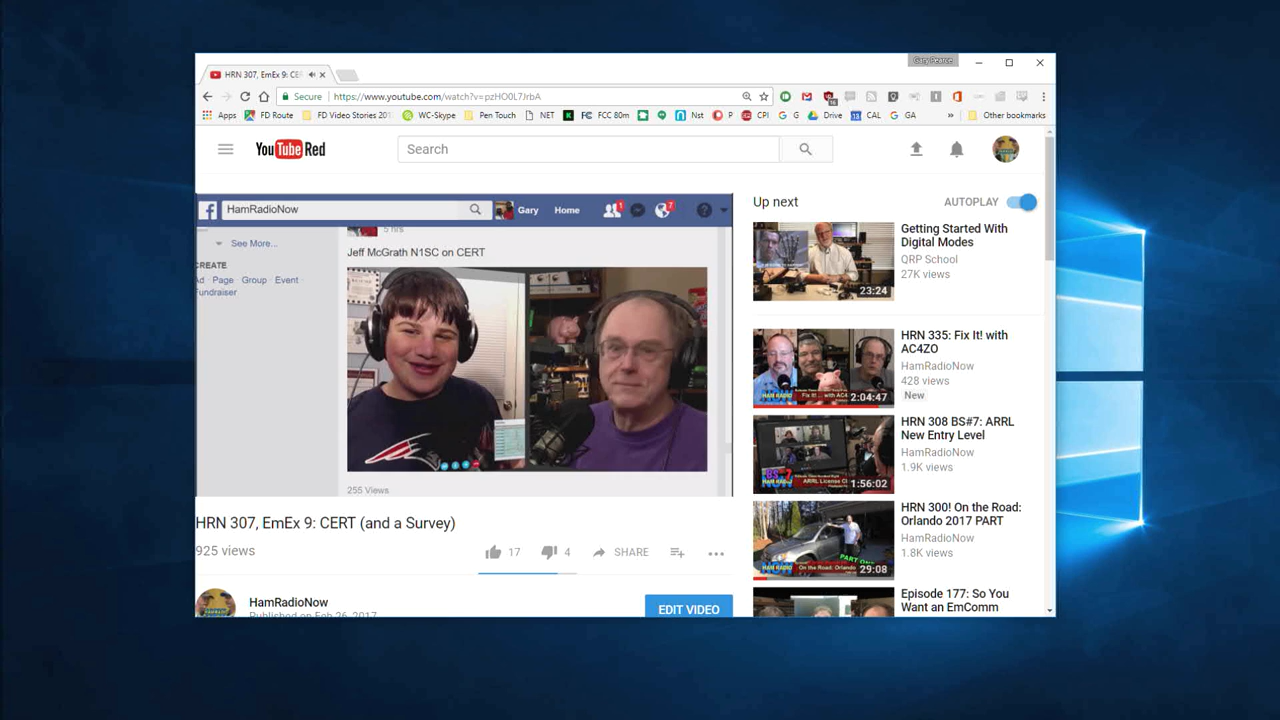 Gary Pearce
HRN 307, EmEx 9: CE
Secure https://www.youtube.com/watch?v=pzHO0L7JrbA
Apps FD Route FD Video Stories 201 WC-Skype Pen Touch NET FCC 80m Nst P CPI G Drive CAL GA » Other bookmarks
YouTube Red
Search
HamRadioNow
Gary Home 1 7
5 hrs
See More...
Jeff McGrath N1SC on CERT
CREATE
Ad Page Group Event
Fundraiser
255 Views
HRN 307, EmEx 9: CERT (and a Survey)
925 views
17 4 SHARE
HamRadioNow
Published on Feb 26, 2017
EDIT VIDEO
Up next AUTOPLAY
Getting Started With
Digital Modes
QRP School
27K views
23:24
HRN 335: Fix It! with
AC4ZO
HamRadioNow
428 views
New
2:04:47
HRN 308 BS#7: ARRL
New Entry Level
HamRadioNow
1.9K views
1:56:02
HRN 300! On the Road:
Orlando 2017 PART
HamRadioNow
1.8K views
29:08
Episode 177: So You
Want an EmComm